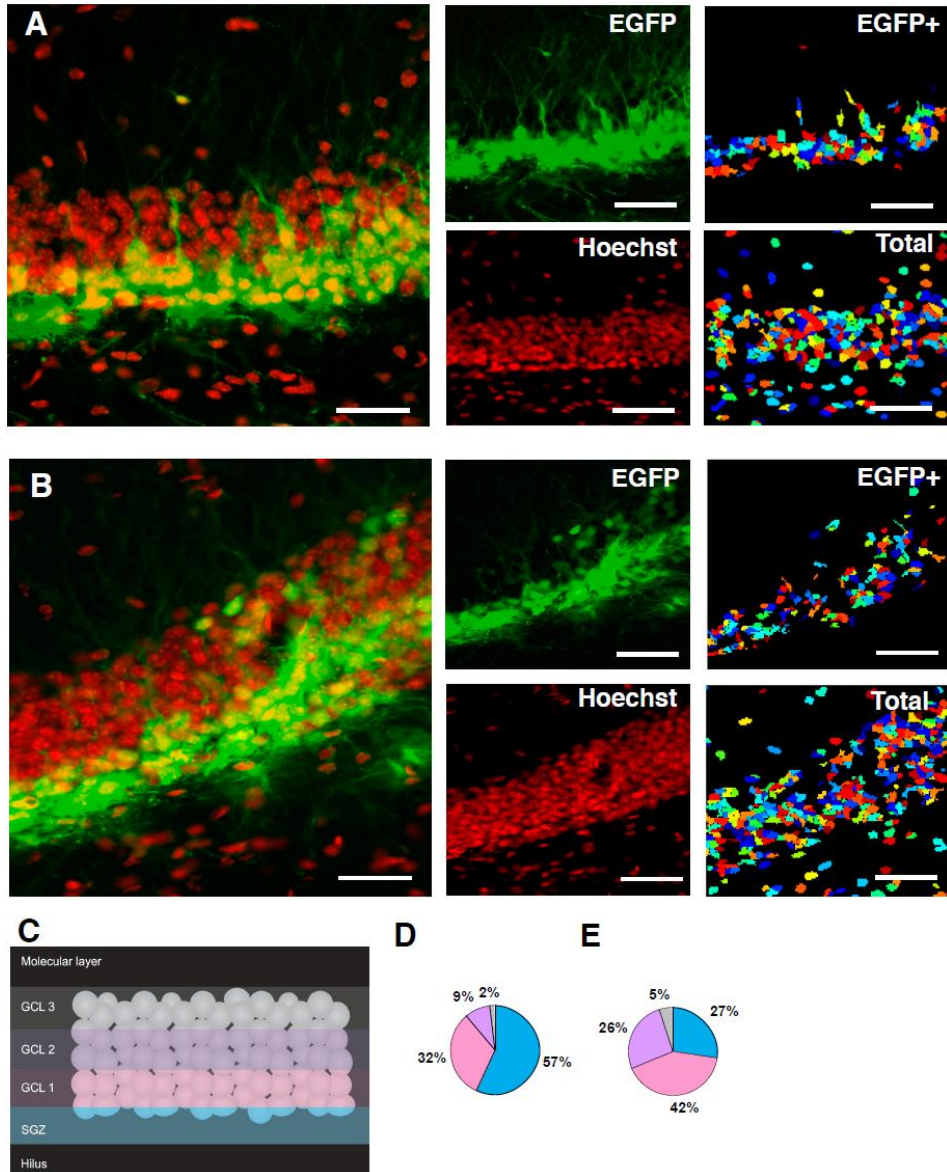 A
EGFP
EGFP+
Hoechst
Total
B
EGFP
EGFP+
Hoechst
Total
C
Molecular layer
GCL 3
GCL 2
GCL 1
SGZ
Hilus
D
9%
2%
32%
57%
E
5%
26%
27%
42%